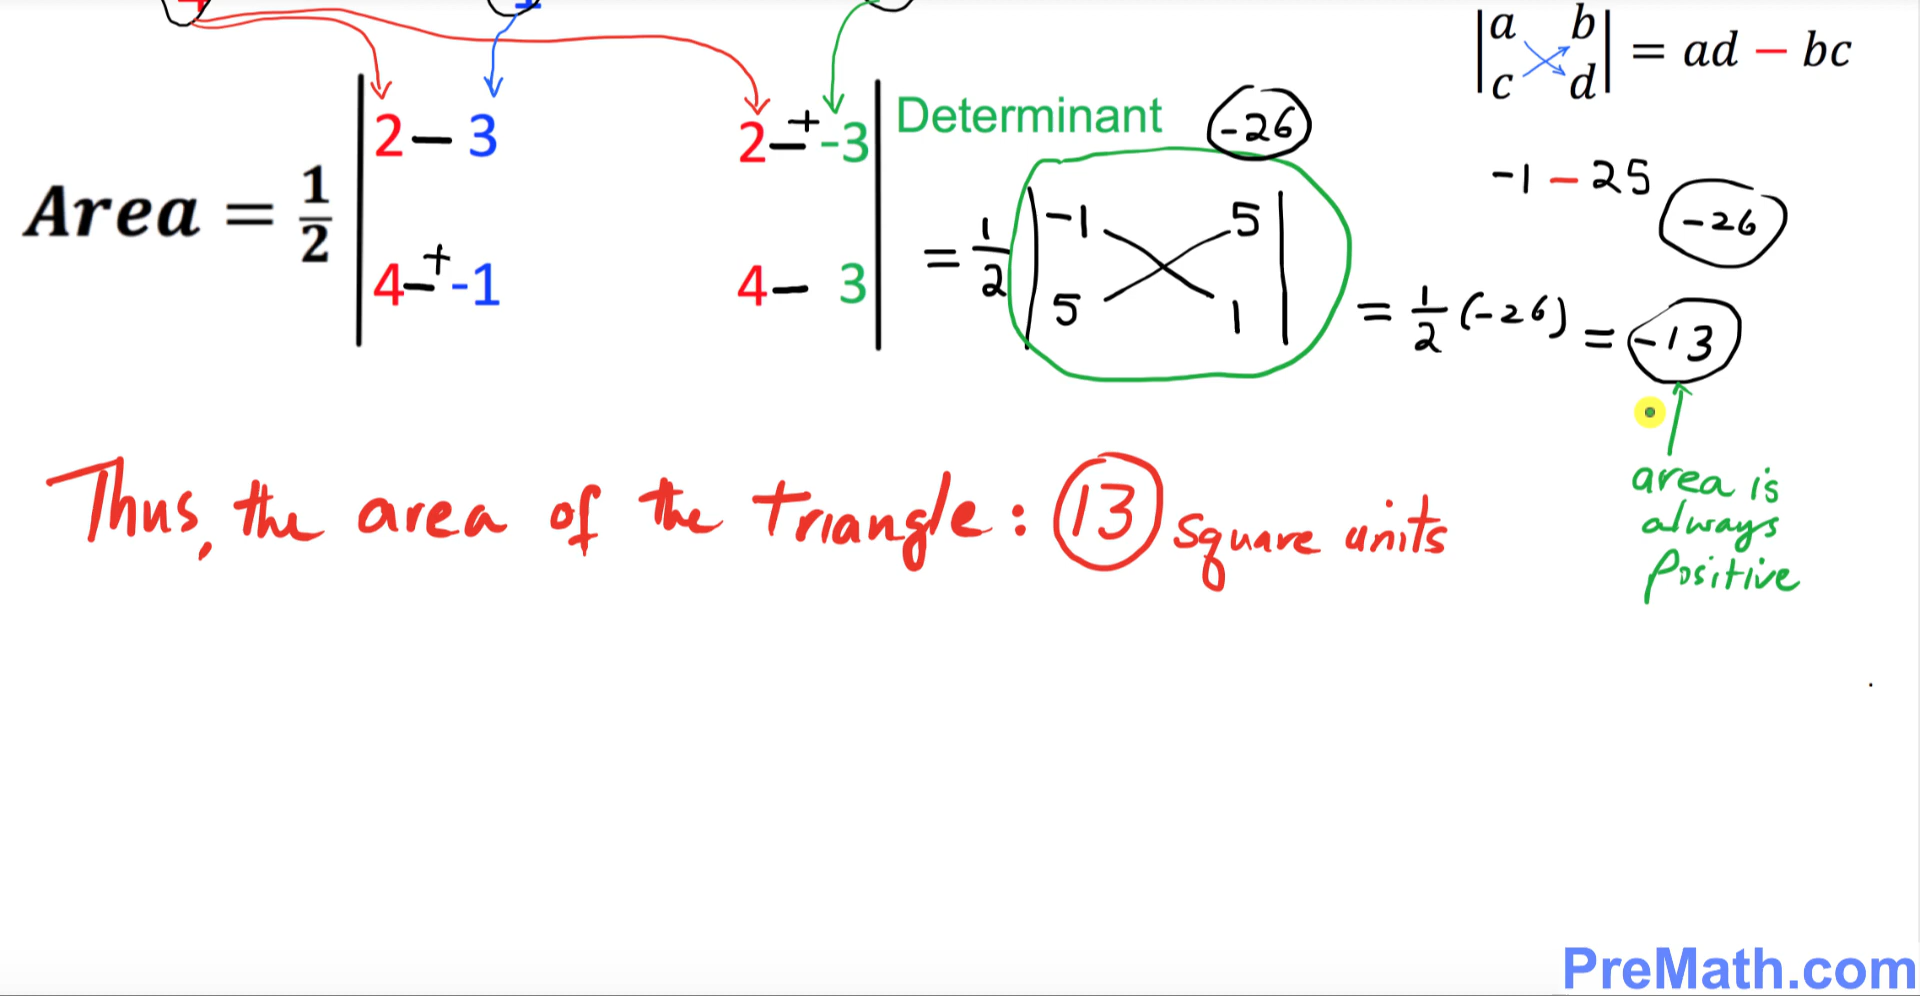 |a b|
|c d| = ad − bc
Area = 1/2 |2 − 3 2 − + -3|
|4 − + -1 4 − 3|
Determinant -26
= 1/2 |-1 5|
|5 1|
-1 − 25
-26
= 1/2 (-26) = -13
Thus, the area of the triangle: 13 square units
area is
always
Positive
PreMath.com